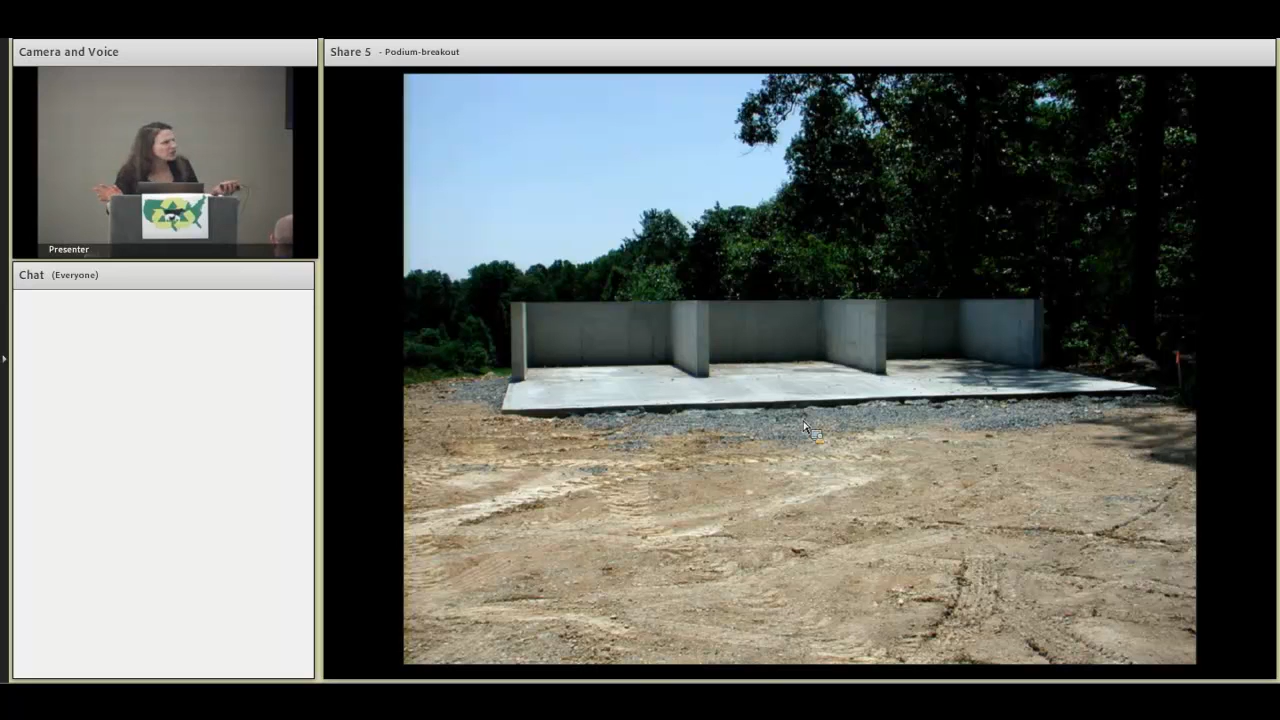 Camera and Voice
Share 5 - Podium-breakout
Presenter
Chat (Everyone)